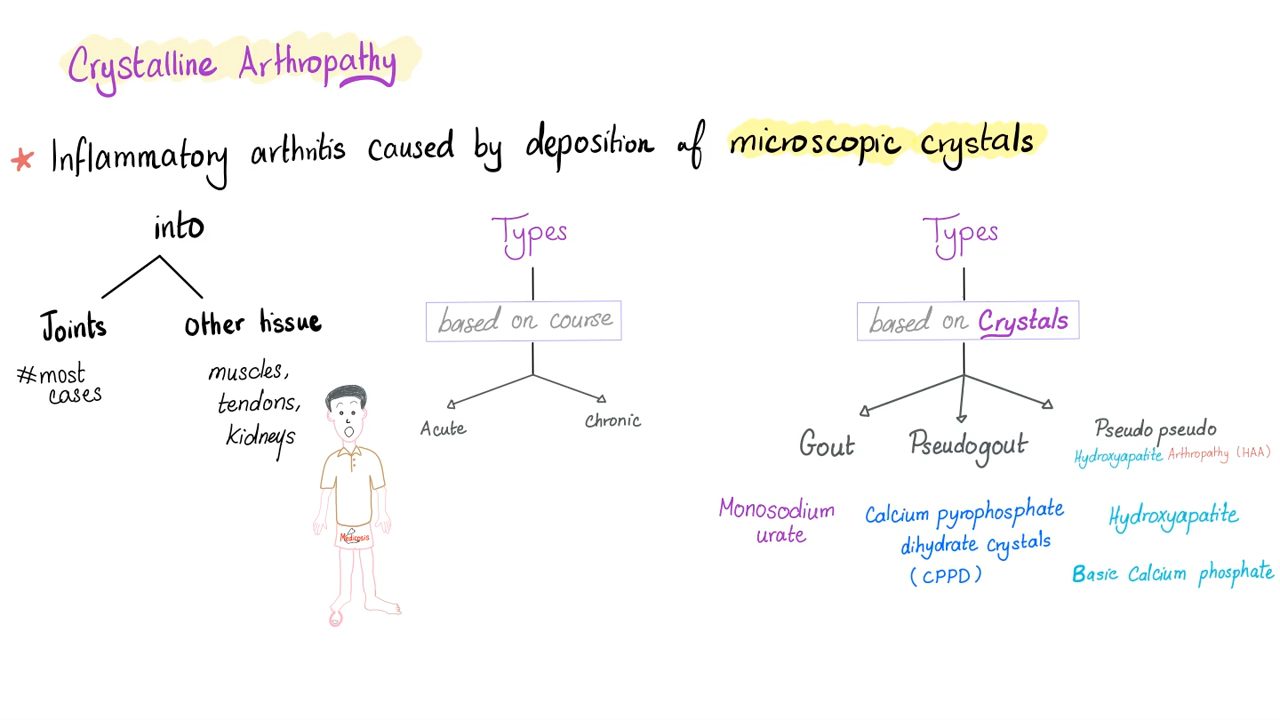 Crystalline Arthropathy
* Inflammatory arthritis caused by deposition of microscopic crystals
into
Joints
#most
cases
Other tissue
muscles,
tendons,
kidneys
Medicosis
Types
based on course
Acute
Chronic
Types
based on Crystals
Gout
Monosodium
urate
Pseudogout
Calcium pyrophosphate
dihydrate Crystals
(CPPD)
Pseudo pseudo
Hydroxyapatite Arthropathy (HAA)
Hydroxyapatite
Basic Calcium phosphate